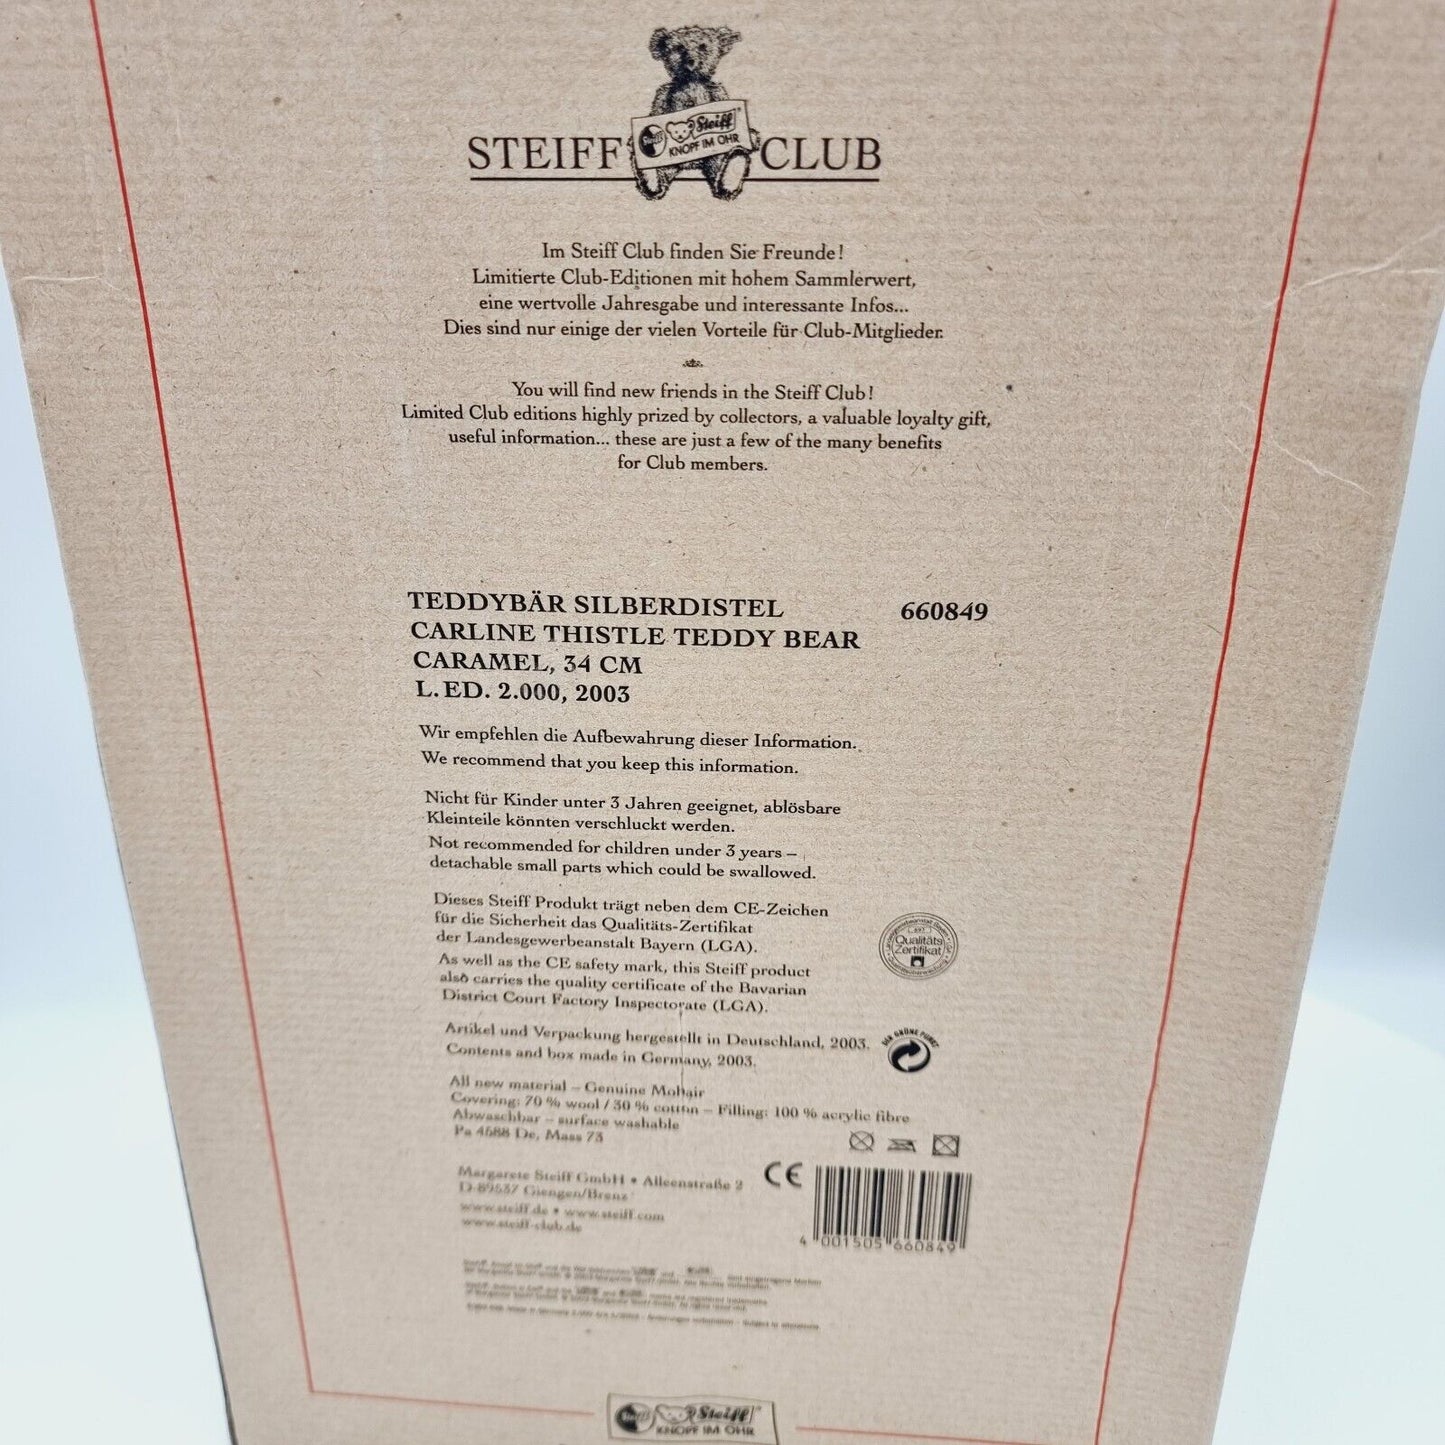 STEIFF CLUB
Steiff
KNOPF IM OHR
Im Steiff Club finden Sie Freunde!
Limitierte Club-Editionen mit hohem Sammlerwert,
eine wertvolle Jahresgabe und interessante Infos...
Dies sind nur einige der vielen Vorteile für Club-Mitglieder.
You will find new friends in the Steiff Club!
Limited Club editions highly prized by collectors, a valuable loyalty gift,
useful information... these are just a few of the many benefits
for Club members.
TEDDYBÄR SILBERDISTEL 660849
CARLINE THISTLE TEDDY BEAR
CARAMEL, 34 CM
L. ED. 2.000, 2003
Wir empfehlen die Aufbewahrung dieser Information.
We recommend that you keep this information.
Nicht für Kinder unter 3 Jahren geeignet, ablösbare
Kleinteile könnten verschluckt werden.
Not recommended for children under 3 years –
detachable small parts which could be swallowed.
Dieses Steiff Produkt trägt neben dem CE-Zeichen
für die Sicherheit das Qualitäts-Zertifikat
der Landesgewerbeanstalt Bayern (LGA).
As well as the CE safety mark, this Steiff product
also carries the quality certificate of the Bavarian
District Court Factory Inspectorate (LGA).
Qualitäts
Zertifikat
Artikel und Verpackung hergestellt in Deutschland, 2003.
Contents and box made in Germany, 2003.
DER GRÜNE PUNKT
All new material – Genuine Mohair
Covering: 70 % wool / 30 % cotton – Filling: 100 % acrylic fibre
Abwaschbar – surface washable
Pa 4688 De, Mass 73
Margarete Steiff GmbH • Alleenstraße 2
D-89537 Giengen/Brenz
www.steiff.de • www.steiff.com
www.steiff-club.de
CE
4 001505 660849
Steiff
KNOPF IM OHR